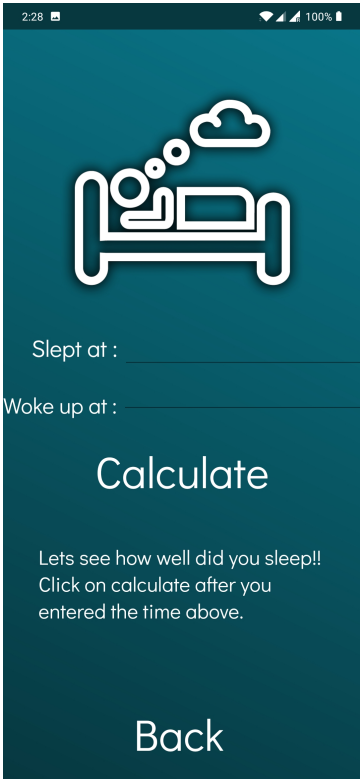 2:28 100%
Slept at :
Woke up at :
Calculate
Lets see how well did you sleep!!
Click on calculate after you
entered the time above.
Back